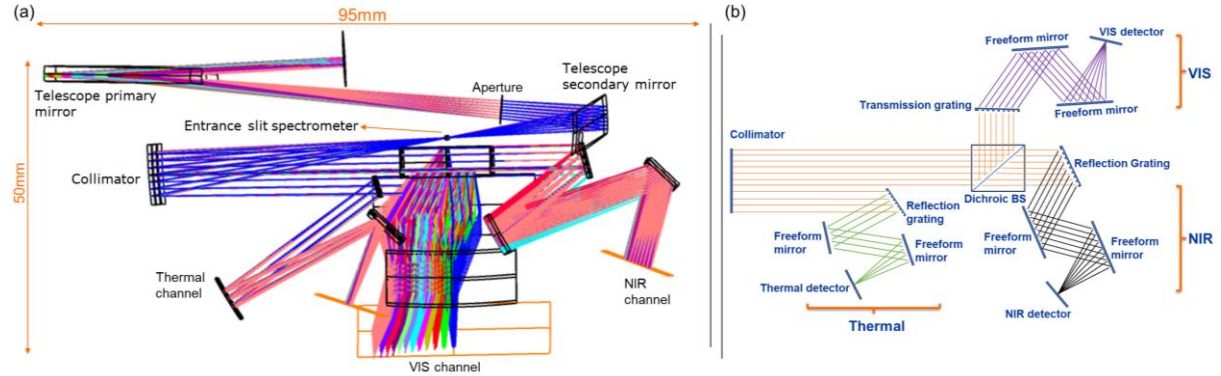 (a)
95mm
50mm
Telescope primary
mirror
Aperture
Telescope
secondary mirror
Entrance slit spectrometer
Collimator
Thermal
channel
NIR
channel
VIS channel
(b)
Freeform mirror
VIS detector
VIS
Transmission grating
Freeform mirror
Collimator
Reflection Grating
Dichroic BS
Reflection
grating
Freeform
mirror
Freeform
mirror
Freeform
mirror
Freeform
mirror
NIR
Thermal detector
NIR detector
Thermal